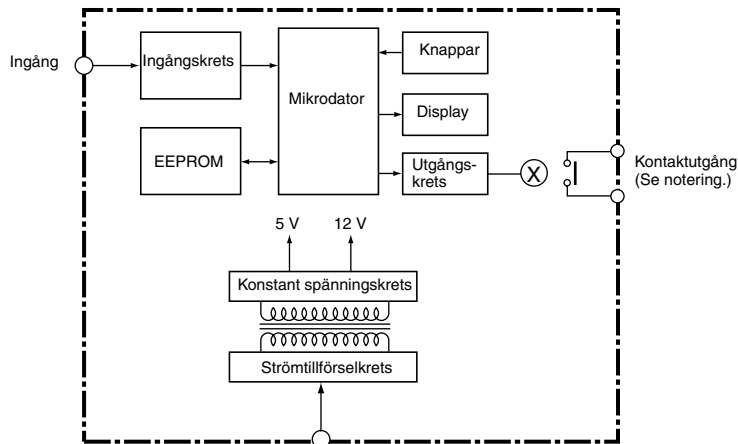 Ingång
Ingångskrets
Mikrodator
Knappar
Display
EEPROM
Utgångs-
krets
X
Kontaktutgång
(Se notering.)
5 V
12 V
Konstant spänningskrets
Strömtillförselkrets